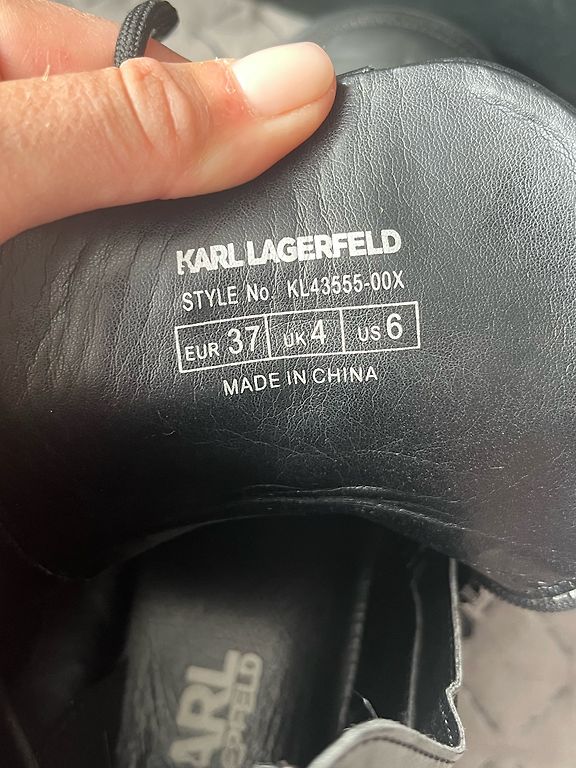 KARL LAGERFELD
STYLE No. KL43555-00X
EUR 37 UK 4 US 6
MADE IN CHINA